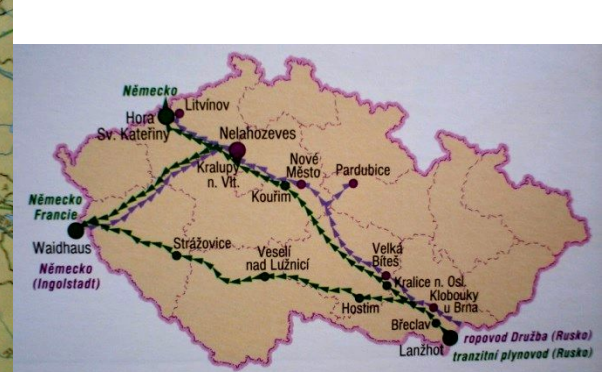 Německo
Litvínov
Hora
Sv. Kateřiny
Nelahozeves
Kralupy
n. Vlt.
Nové
Město
Pardubice
Kouřim
Německo
Francie
Waidhaus
Německo
(Ingolstadt)
Strážovice
Veselí
nad Lužnicí
Velká
Bíteš
Kralice n. Osl.
Hostim
Klobouky
u Brna
Břeclav
Lanžhot
ropovod Družba (Rusko)
tranzitní plynovod (Rusko)